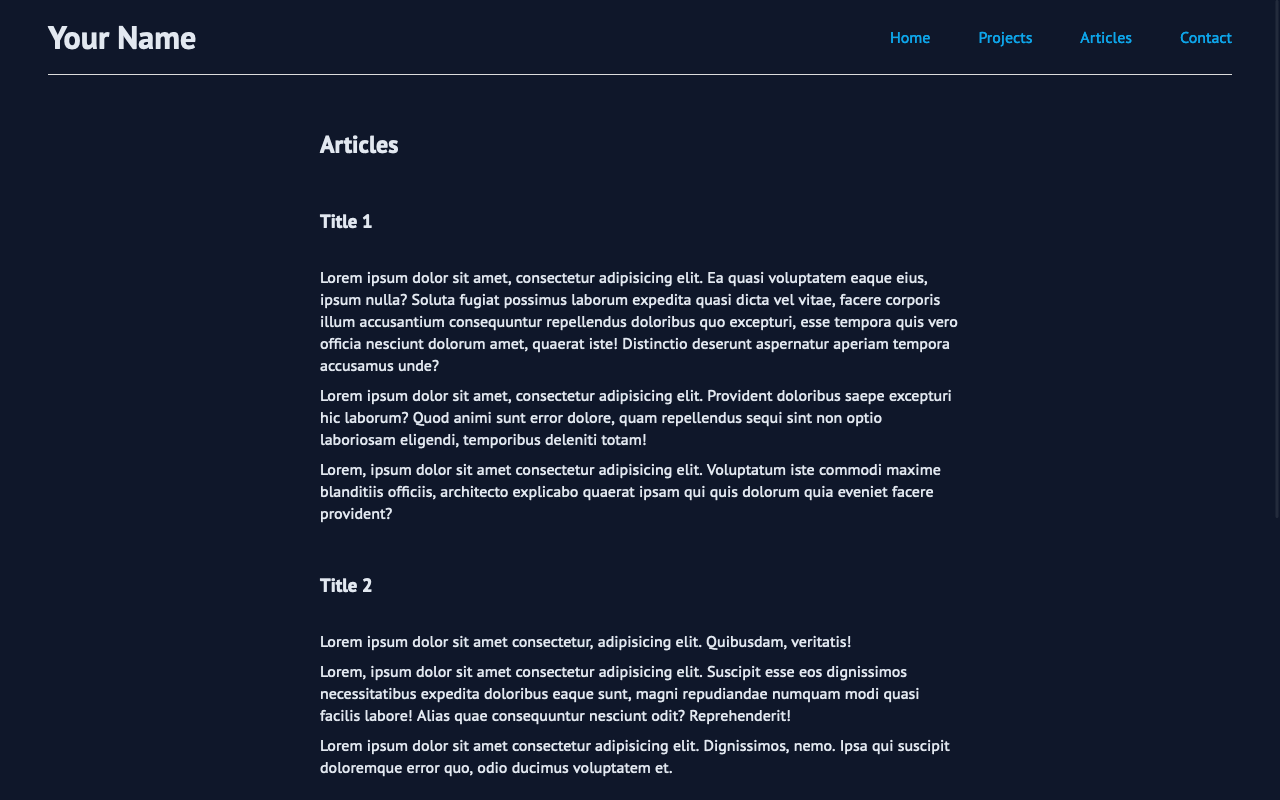 Your Name
Home Projects Articles Contact
Articles
Title 1
Lorem ipsum dolor sit amet, consectetur adipisicing elit. Ea quasi voluptatem eaque eius,
ipsum nulla? Soluta fugiat possimus laborum expedita quasi dicta vel vitae, facere corporis
illum accusantium consequuntur repellendus doloribus quo excepturi, esse tempora quis vero
officia nesciunt dolorum amet, quaerat iste! Distinctio deserunt aspernatur aperiam tempora
accusamus unde?
Lorem ipsum dolor sit amet, consectetur adipisicing elit. Provident doloribus saepe excepturi
hic laborum? Quod animi sunt error dolore, quam repellendus sequi sint non optio
laboriosam eligendi, temporibus deleniti totam!
Lorem, ipsum dolor sit amet consectetur adipisicing elit. Voluptatum iste commodi maxime
blanditiis officiis, architecto explicabo quaerat ipsam qui quis dolorum quia eveniet facere
provident?
Title 2
Lorem ipsum dolor sit amet consectetur, adipisicing elit. Quibusdam, veritatis!
Lorem, ipsum dolor sit amet consectetur adipisicing elit. Suscipit esse eos dignissimos
necessitatibus expedita doloribus eaque sunt, magni repudiandae numquam modi quasi
facilis labore! Alias quae consequuntur nesciunt odit? Reprehenderit!
Lorem ipsum dolor sit amet consectetur adipisicing elit. Dignissimos, nemo. Ipsa qui suscipit
doloremque error quo, odio ducimus voluptatem et.